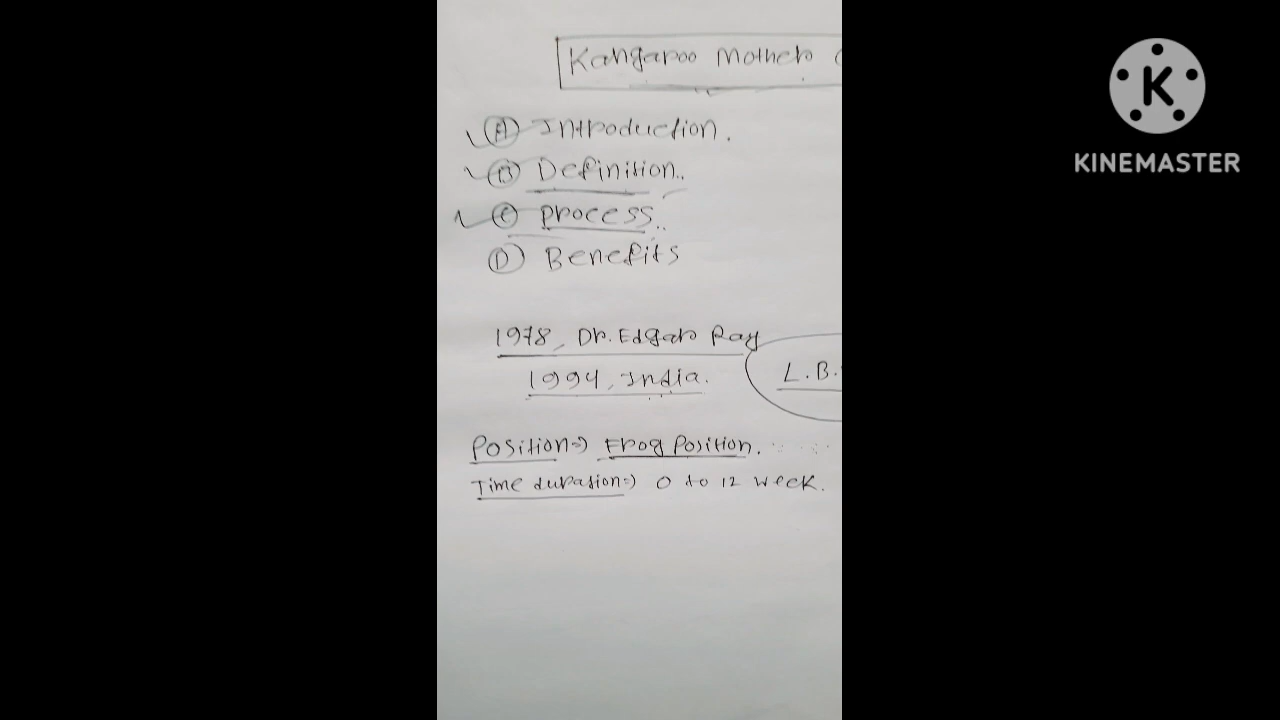 Kangaroo Mother
(A) Introduction.
(B) Definition..
(C) Process..
(D) Benefits
1978, Dr. Edgar Ray
1994, India.
L.B.
Position=) Frog Position.
Time duration=) 0 to 12 week.
K
KINEMASTER